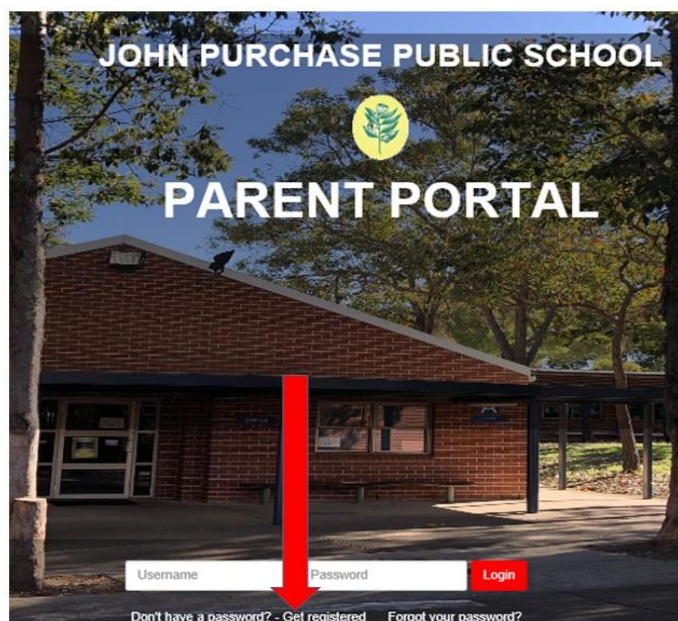 JOHN PURCHASE PUBLIC SCHOOL
PARENT PORTAL
Username Password Login
Don't have a password? - Get registered Forgot your password?